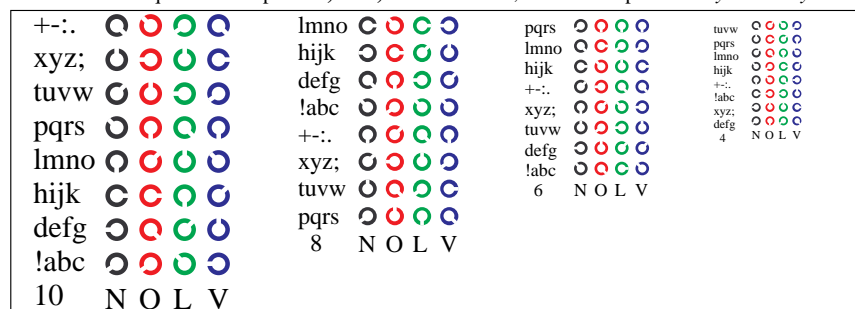 +-:.
xyz;
tuvw
pqrs
lmno
hijk
defg
!abc
10 N O L V
lmno
hijk
defg
!abc
+-:.
xyz;
tuvw
pqrs
8 N O L V
pqrs
lmno
hijk
+-:.
xyz;
tuvw
defg
!abc
6 N O L V
tuvw
pqrs
lmno
hijk
+-:.
!abc
xyz;
defg
4 N O L V